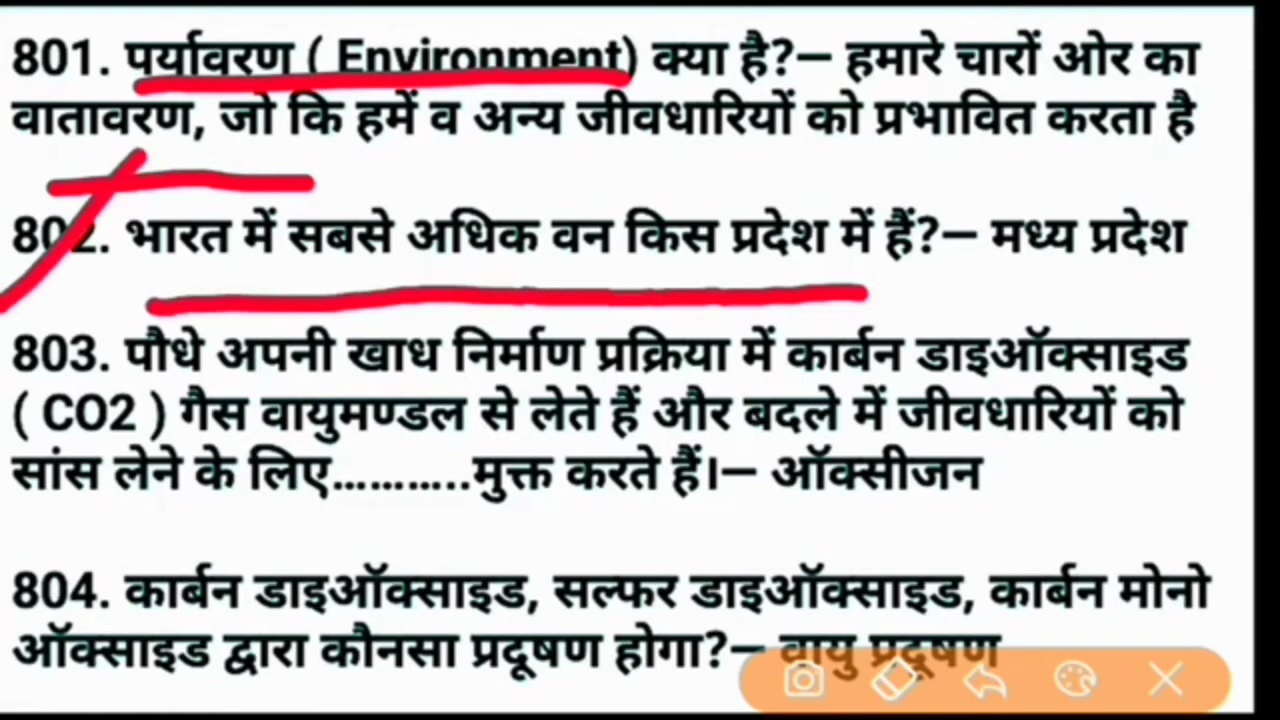 801. पर्यावरण ( Environment) क्या है?– हमारे चारों ओर का
वातावरण, जो कि हमें व अन्य जीवधारियों को प्रभावित करता है
802. भारत में सबसे अधिक वन किस प्रदेश में हैं?– मध्य प्रदेश
803. पौधे अपनी खाध निर्माण प्रक्रिया में कार्बन डाइऑक्साइड
( CO2 ) गैस वायुमण्डल से लेते हैं और बदले में जीवधारियों को
सांस लेने के लिए………..मुक्त करते हैं।– ऑक्सीजन
804. कार्बन डाइऑक्साइड, सल्फर डाइऑक्साइड, कार्बन मोनो
ऑक्साइड द्वारा कौनसा प्रदूषण होगा?– वायु प्रदूषण